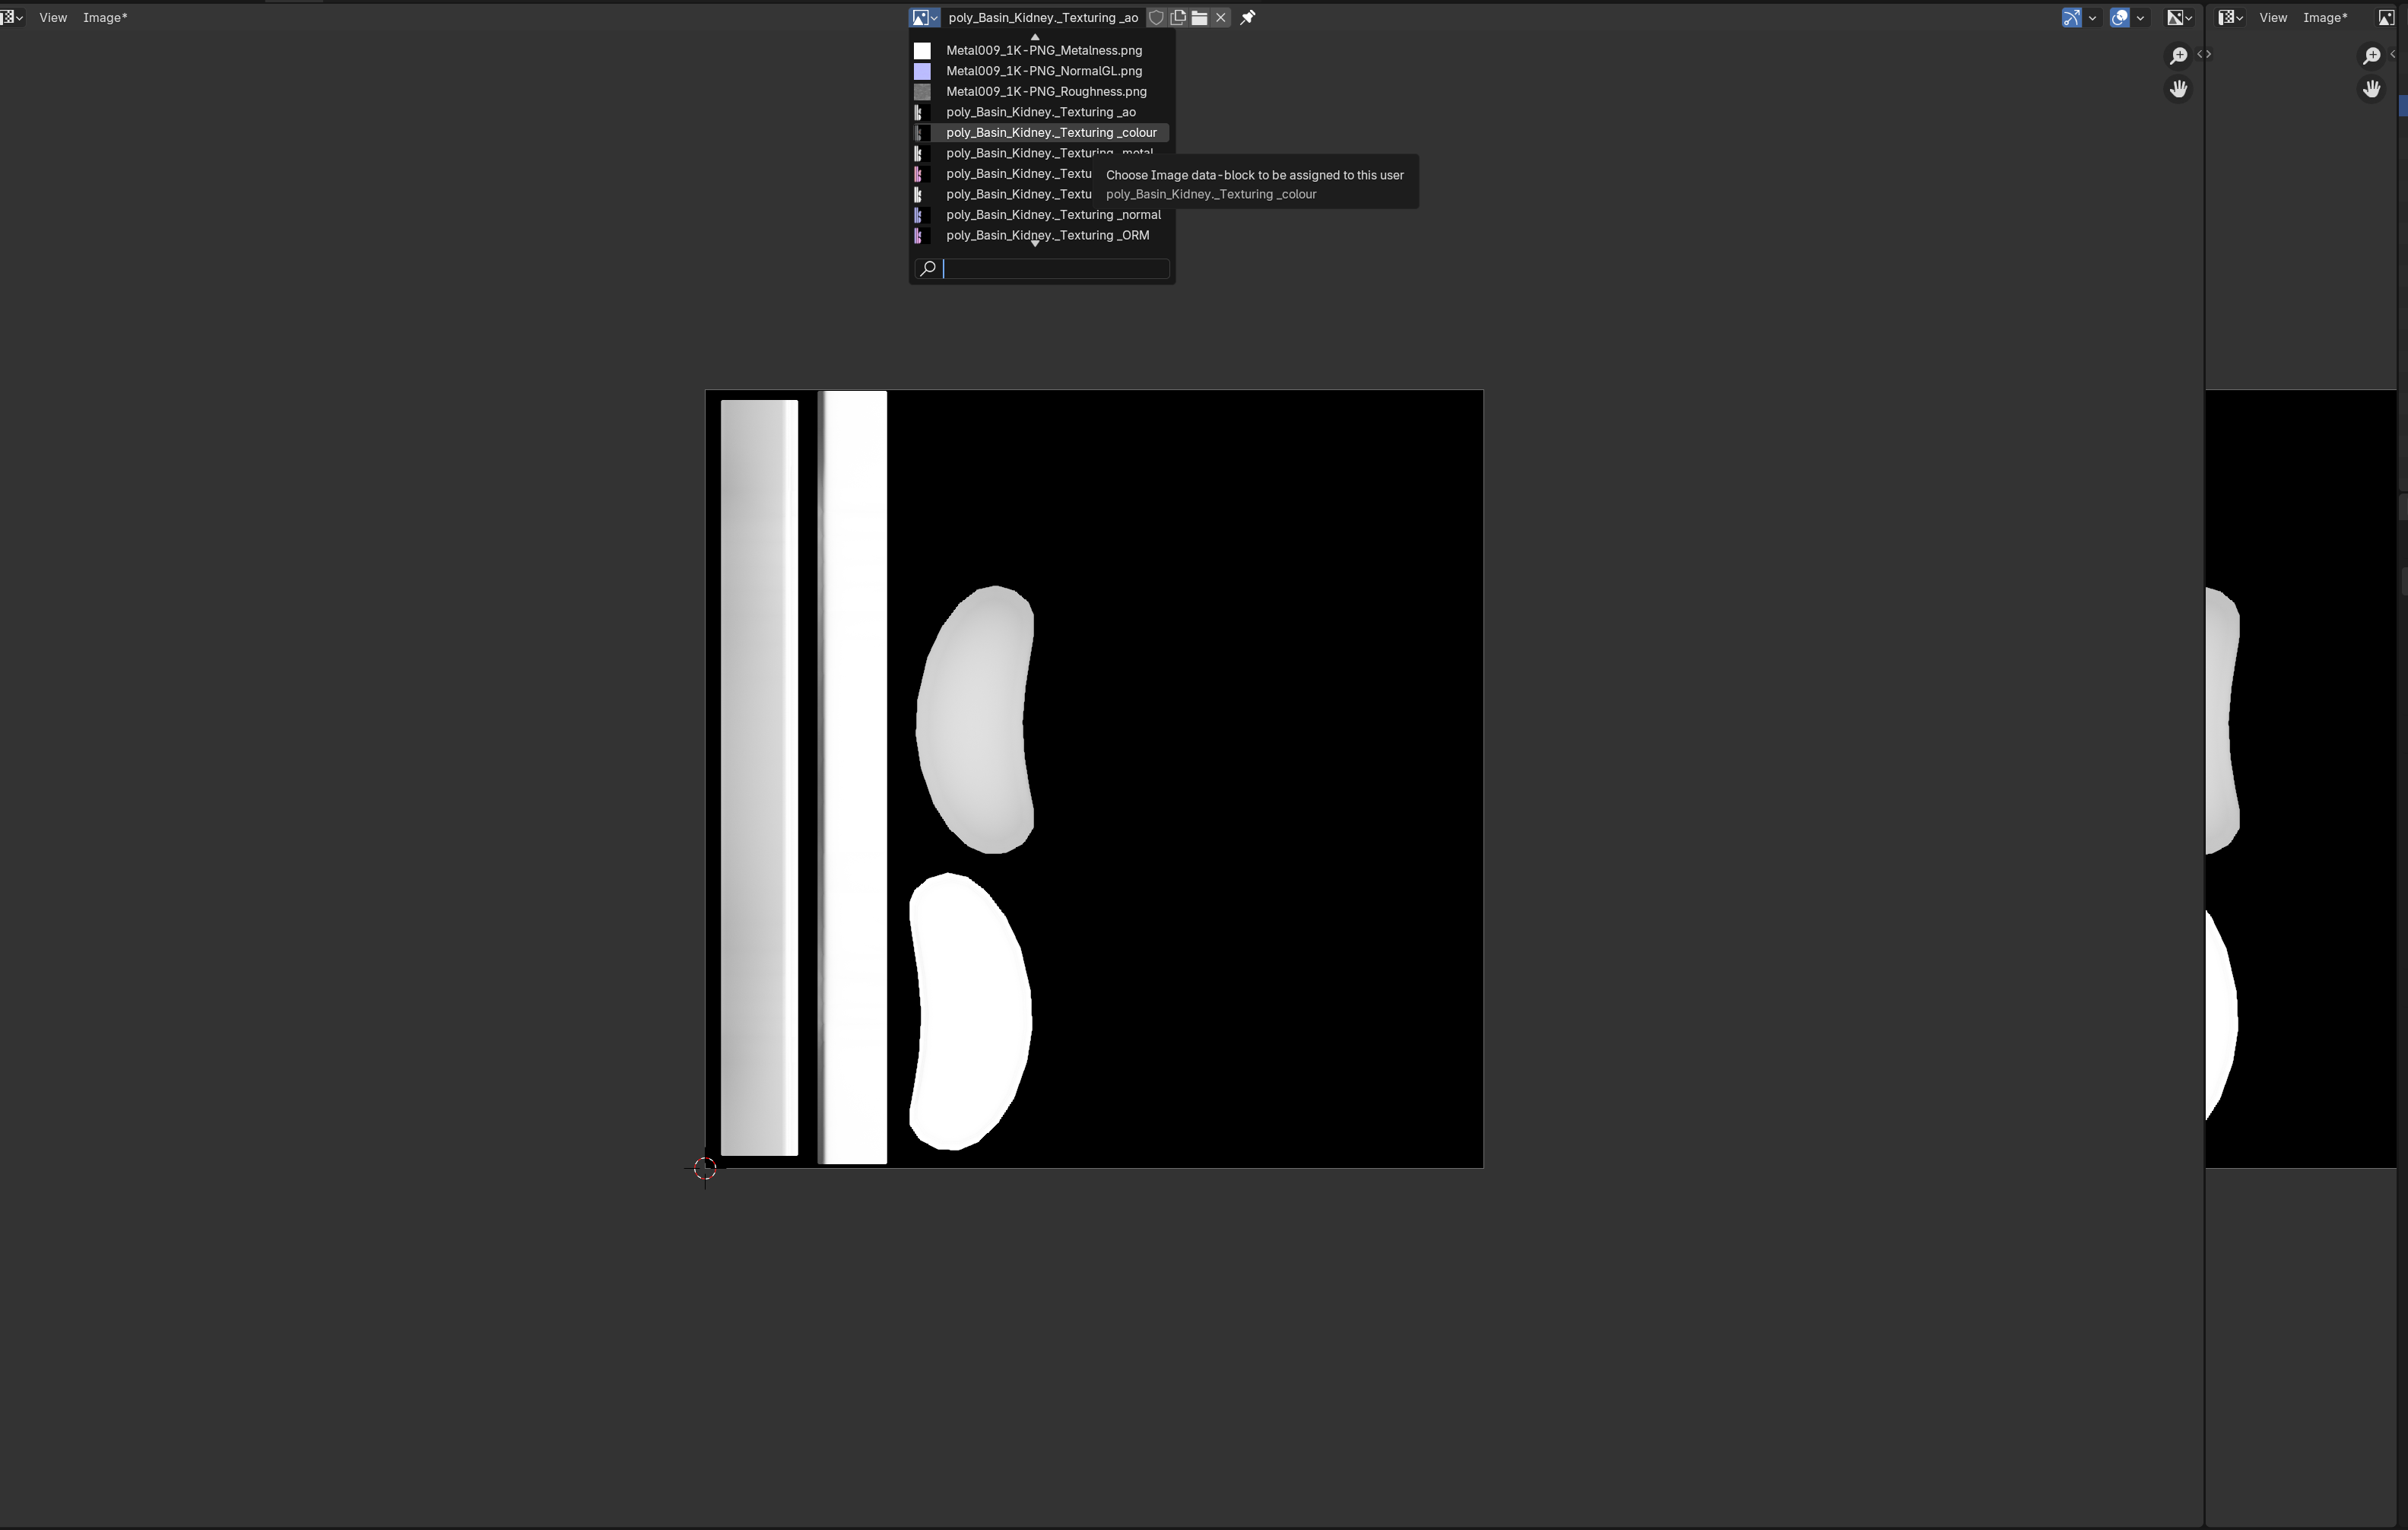 View Image* poly_Basin_Kidney._Texturing _ao View Image*
Metal009_1K-PNG_Metalness.png
Metal009_1K-PNG_NormalGL.png
Metal009_1K-PNG_Roughness.png
poly_Basin_Kidney._Texturing _ao
poly_Basin_Kidney._Texturing _colour
poly_Basin_Kidney._Texturing _metal
poly_Basin_Kidney._Textu
Choose Image data-block to be assigned to this user
poly_Basin_Kidney._Textu
poly_Basin_Kidney._Texturing _colour
poly_Basin_Kidney._Texturing _normal
poly_Basin_Kidney._Texturing _ORM